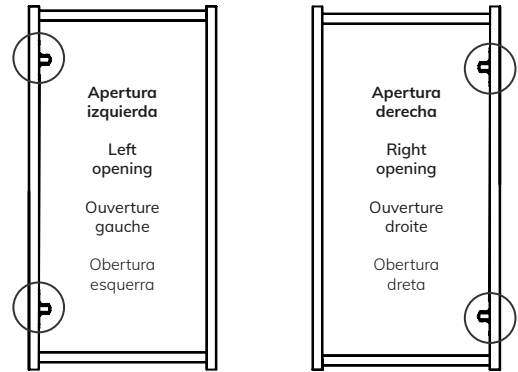 Apertura
izquierda
Left
opening
Ouverture
gauche
Obertura
esquerra
Apertura
derecha
Right
opening
Ouverture
droite
Obertura
dreta